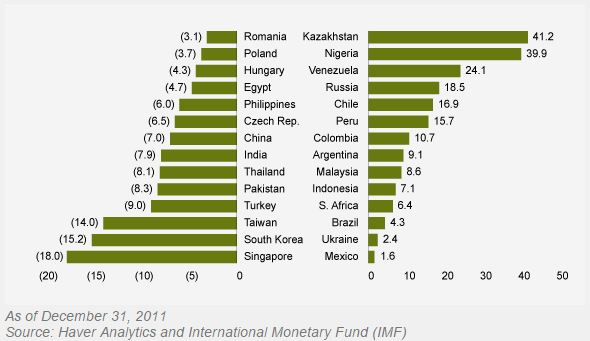 (3.1) Romania Kazakhstan 41.2
(3.7) Poland Nigeria 39.9
(4.3) Hungary Venezuela 24.1
(4.7) Egypt Russia 18.5
(6.0) Philippines Chile 16.9
(6.5) Czech Rep. Peru 15.7
(7.0) China Colombia 10.7
(7.9) India Argentina 9.1
(8.1) Thailand Malaysia 8.6
(8.3) Pakistan Indonesia 7.1
(9.0) Turkey S. Africa 6.4
(14.0) Taiwan Brazil 4.3
(15.2) South Korea Ukraine 2.4
(18.0) Singapore Mexico 1.6
(20) (15) (10) (5) 0 0 10 20 30 40 50
As of December 31, 2011
Source: Haver Analytics and International Monetary Fund (IMF)